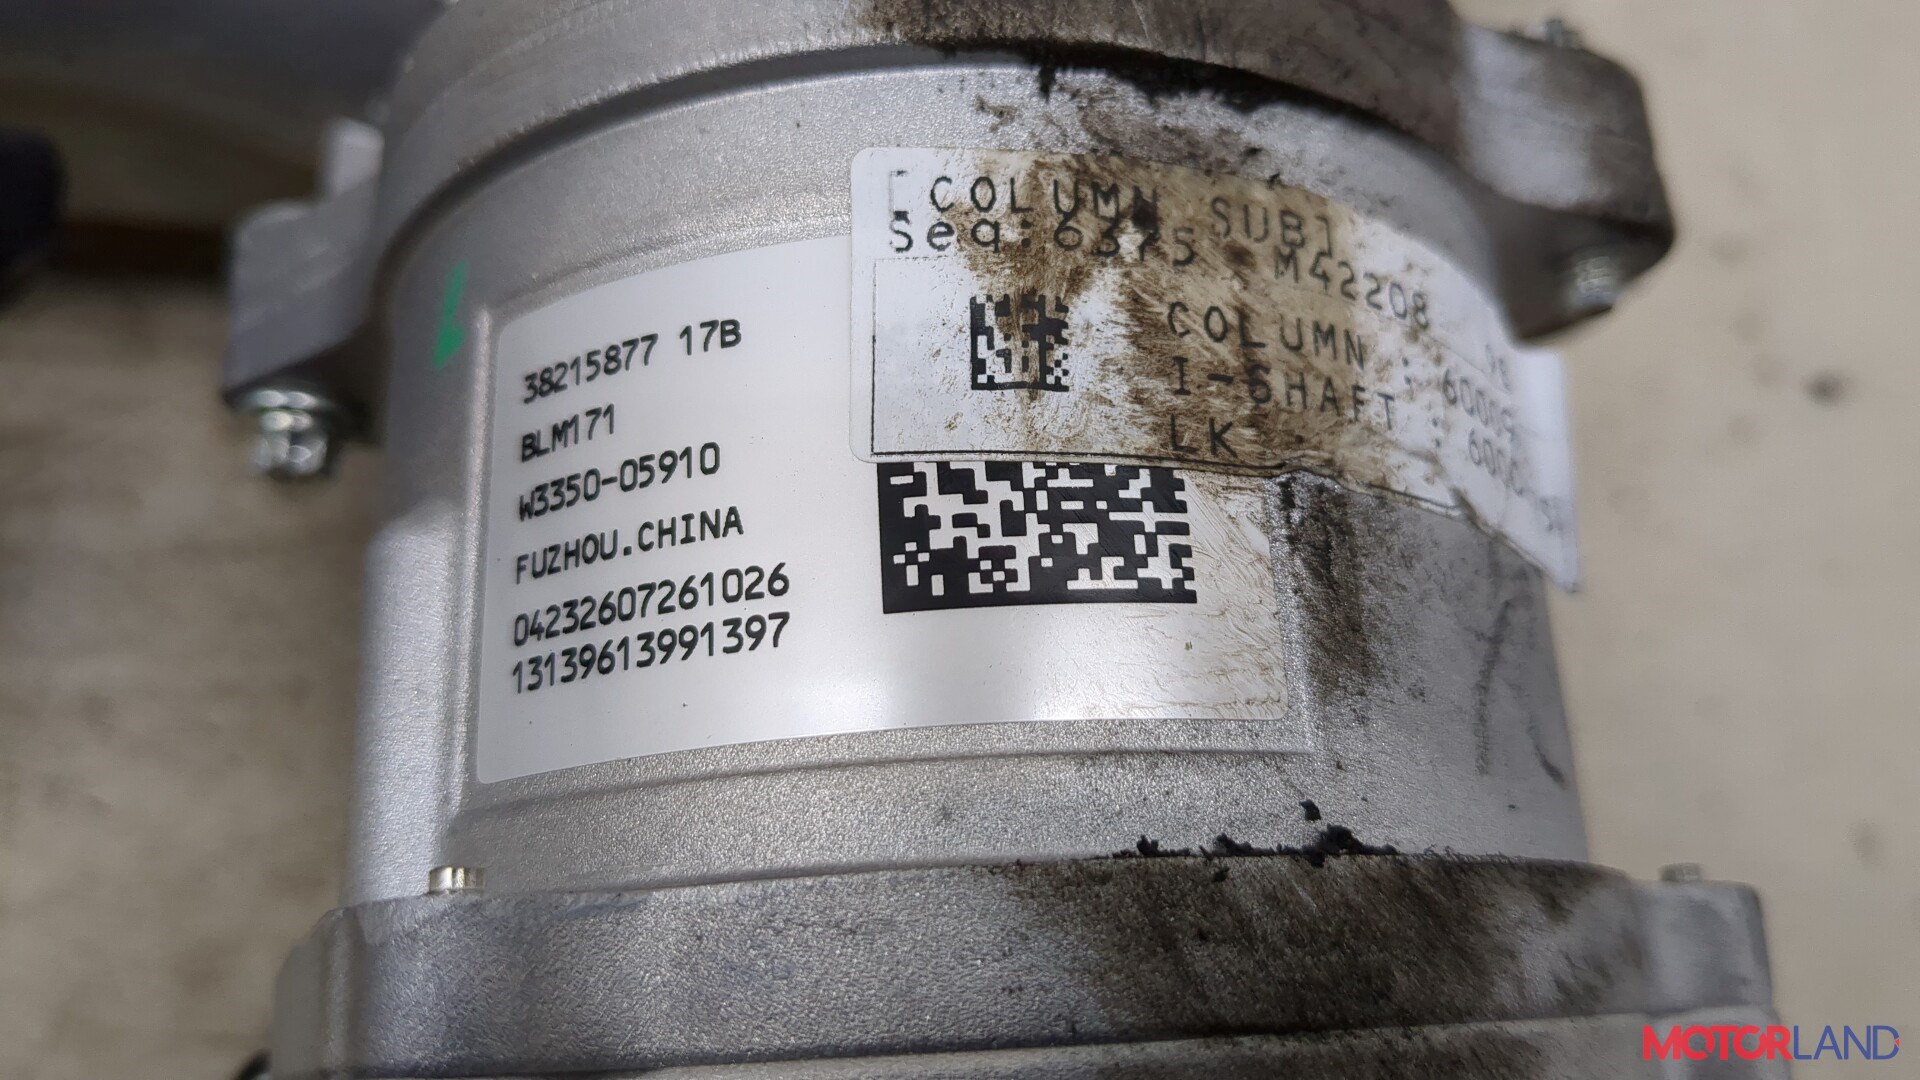 [COLUMN SUB]
Seq:6375 M42208
COLUMN :
I-SHAFT :
LK :
38215877 17B
BLM171
W3350-05910
FUZHOU.CHINA
04232607261026
13139613991397
MOTORLAND